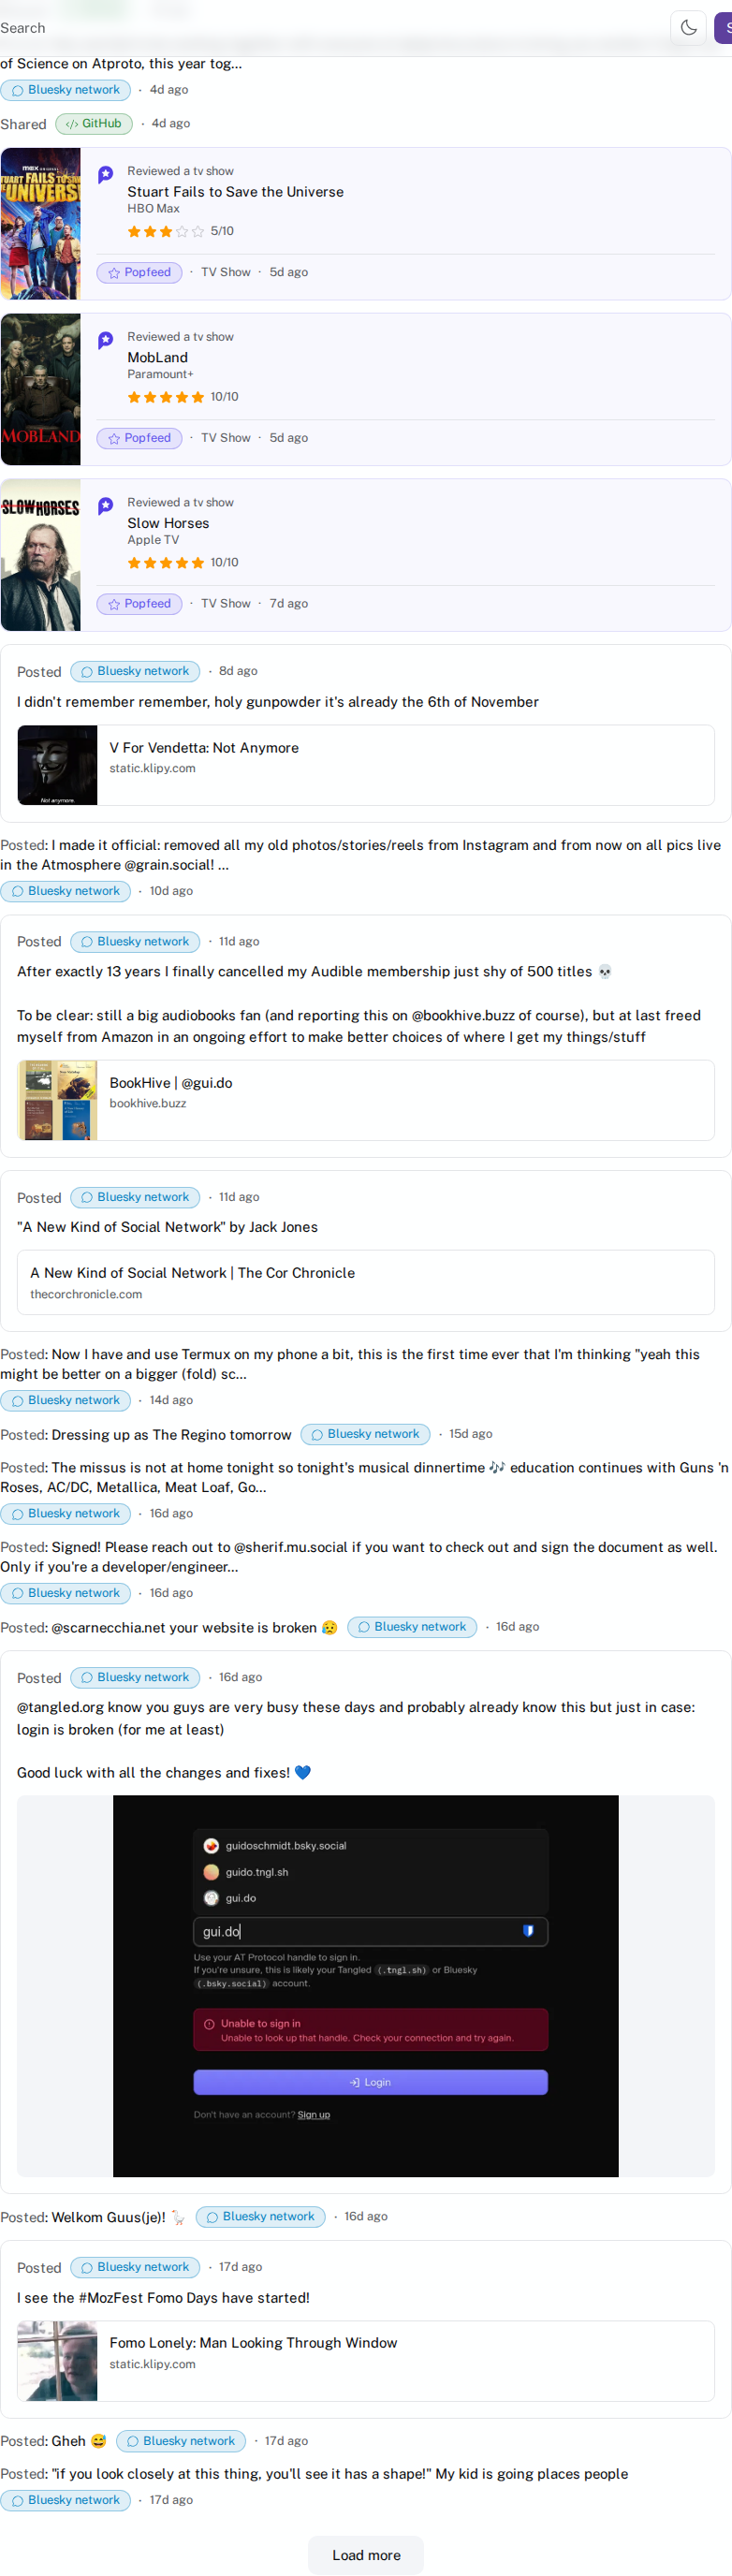 Search
of Science on Atproto, this year tog...
Bluesky network · 4d ago
Shared </> GitHub · 4d ago
max ORIGINAL
STUART FAILS TO SAVE
THE UNIVERSE
Reviewed a tv show
Stuart Fails to Save the Universe
HBO Max
5/10
Popfeed · TV Show · 5d ago
MOBLAND
Reviewed a tv show
MobLand
Paramount+
10/10
Popfeed · TV Show · 5d ago
SLOW HORSES
Reviewed a tv show
Slow Horses
Apple TV
10/10
Popfeed · TV Show · 7d ago
Posted Bluesky network · 8d ago
I didn't remember remember, holy gunpowder it's already the 6th of November
Not anymore.
V For Vendetta: Not Anymore
static.klipy.com
Posted: I made it official: removed all my old photos/stories/reels from Instagram and from now on all pics live
in the Atmosphere @grain.social! ...
Bluesky network · 10d ago
Posted Bluesky network · 11d ago
After exactly 13 years I finally cancelled my Audible membership just shy of 500 titles 💀
To be clear: still a big audiobooks fan (and reporting this on @bookhive.buzz of course), but at last freed
myself from Amazon in an ongoing effort to make better choices of where I get my things/stuff
BookHive | @gui.do
bookhive.buzz
Posted Bluesky network · 11d ago
"A New Kind of Social Network" by Jack Jones
A New Kind of Social Network | The Cor Chronicle
thecorchronicle.com
Posted: Now I have and use Termux on my phone a bit, this is the first time ever that I'm thinking "yeah this
might be better on a bigger (fold) sc...
Bluesky network · 14d ago
Posted: Dressing up as The Regino tomorrow Bluesky network · 15d ago
Posted: The missus is not at home tonight so tonight's musical dinnertime 🎶 education continues with Guns 'n
Roses, AC/DC, Metallica, Meat Loaf, Go...
Bluesky network · 16d ago
Posted: Signed! Please reach out to @sherif.mu.social if you want to check out and sign the document as well.
Only if you're a developer/engineer...
Bluesky network · 16d ago
Posted: @scarnecchia.net your website is broken 😥 Bluesky network · 16d ago
Posted Bluesky network · 16d ago
@tangled.org know you guys are very busy these days and probably already know this but just in case:
login is broken (for me at least)
Good luck with all the changes and fixes! 💙
guidoschmidt.bsky.social
guido.tngl.sh
gui.do
gui.do
Use your AT Protocol handle to sign in.
If you're unsure, this is likely your Tangled (.tngl.sh) or Bluesky
(.bsky.social) account.
Unable to sign in
Unable to look up that handle. Check your connection and try again.
Login
Don't have an account? Sign up
Posted: Welkom Guus(je)! 🪿 Bluesky network · 16d ago
Posted Bluesky network · 17d ago
I see the #MozFest Fomo Days have started!
Fomo Lonely: Man Looking Through Window
static.klipy.com
Posted: Gheh 😅 Bluesky network · 17d ago
Posted: "if you look closely at this thing, you'll see it has a shape!" My kid is going places people
Bluesky network · 17d ago
Load more